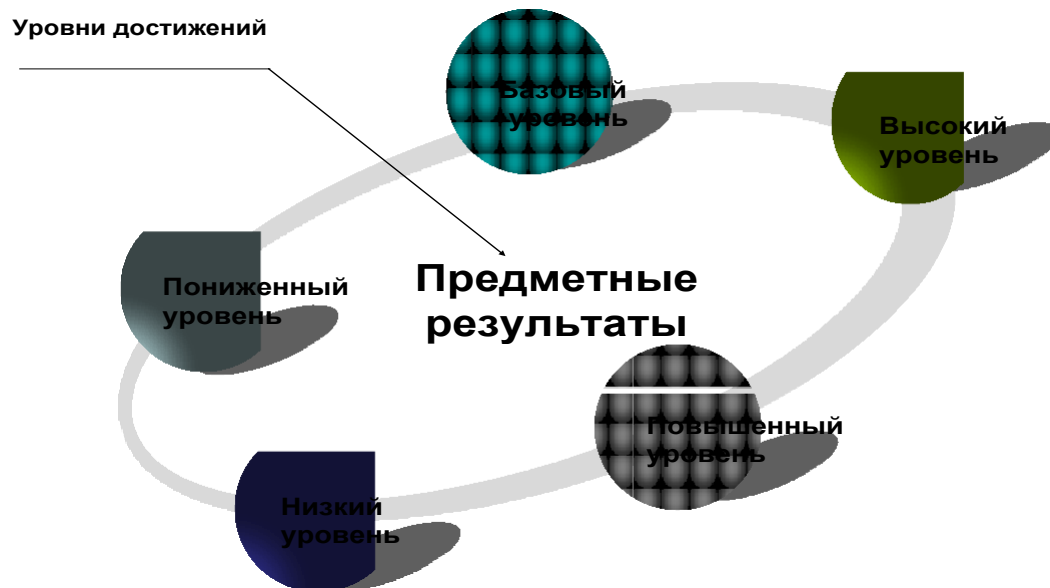 Уровни достижений
Базовый
уровень
Высокий
уровень
Пониженный
уровень
Предметные
результаты
Повышенный
уровень
Низкий
уровень